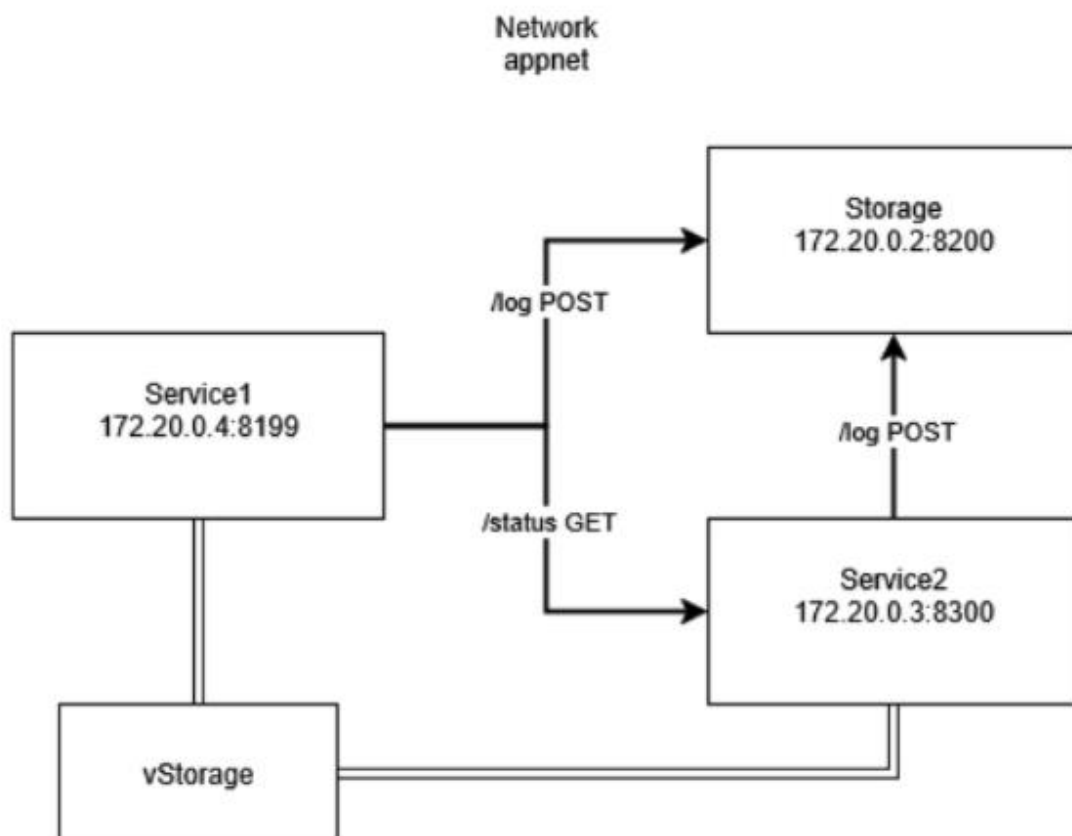 Network
appnet
Storage
172.20.0.2:8200
/log POST
Service1
172.20.0.4:8199
/log POST
/status GET
Service2
172.20.0.3:8300
vStorage